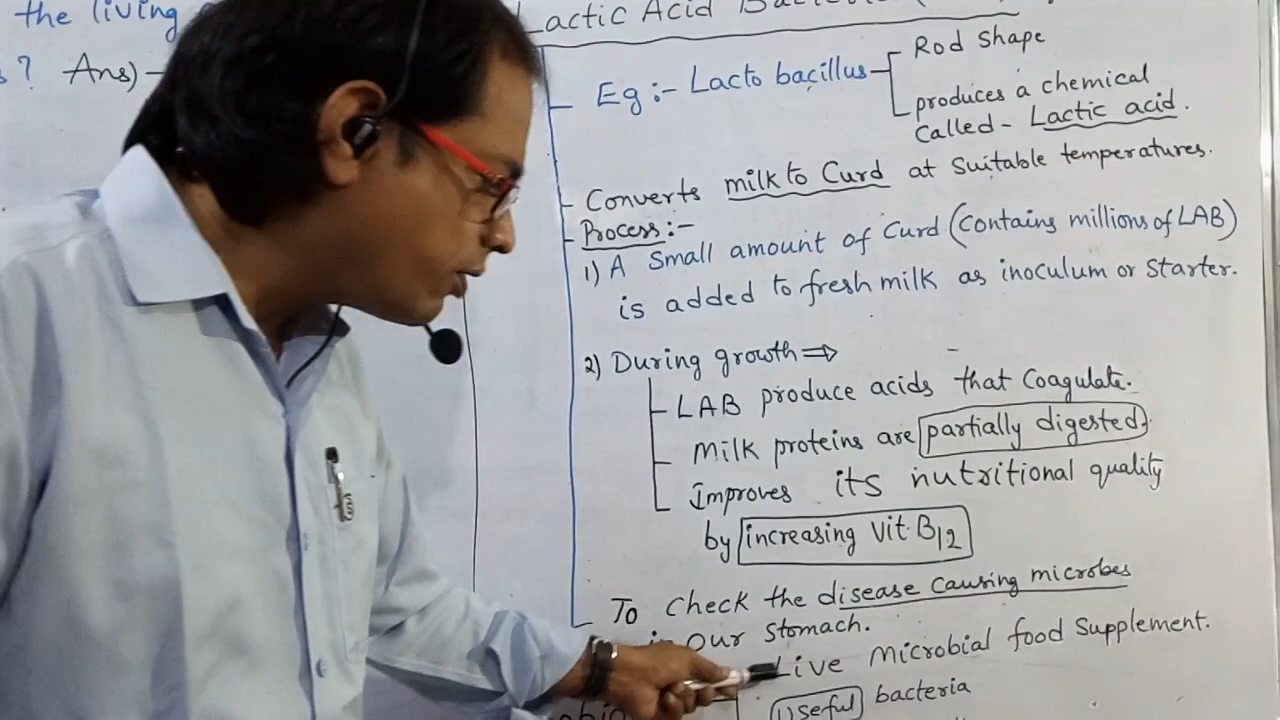 the living
s? Ans) -
Lactic Acid
Eg :- Lacto bacillus
Rod Shape
produces a chemical
called - Lactic acid.
Converts milk to Curd at Suitable temperatures.
Process :-
1) A Small amount of Curd (Contains millions of LAB)
is added to fresh milk as inoculum or Starter.
2) During growth ⇒
LAB produce acids that Coagulate.
Milk proteins are partially digested.
Improves its nutritional quality
by increasing Vit. B12
To Check the disease causing microbes
in our Stomach.
Live Microbial food Supplement.
Useful bacteria